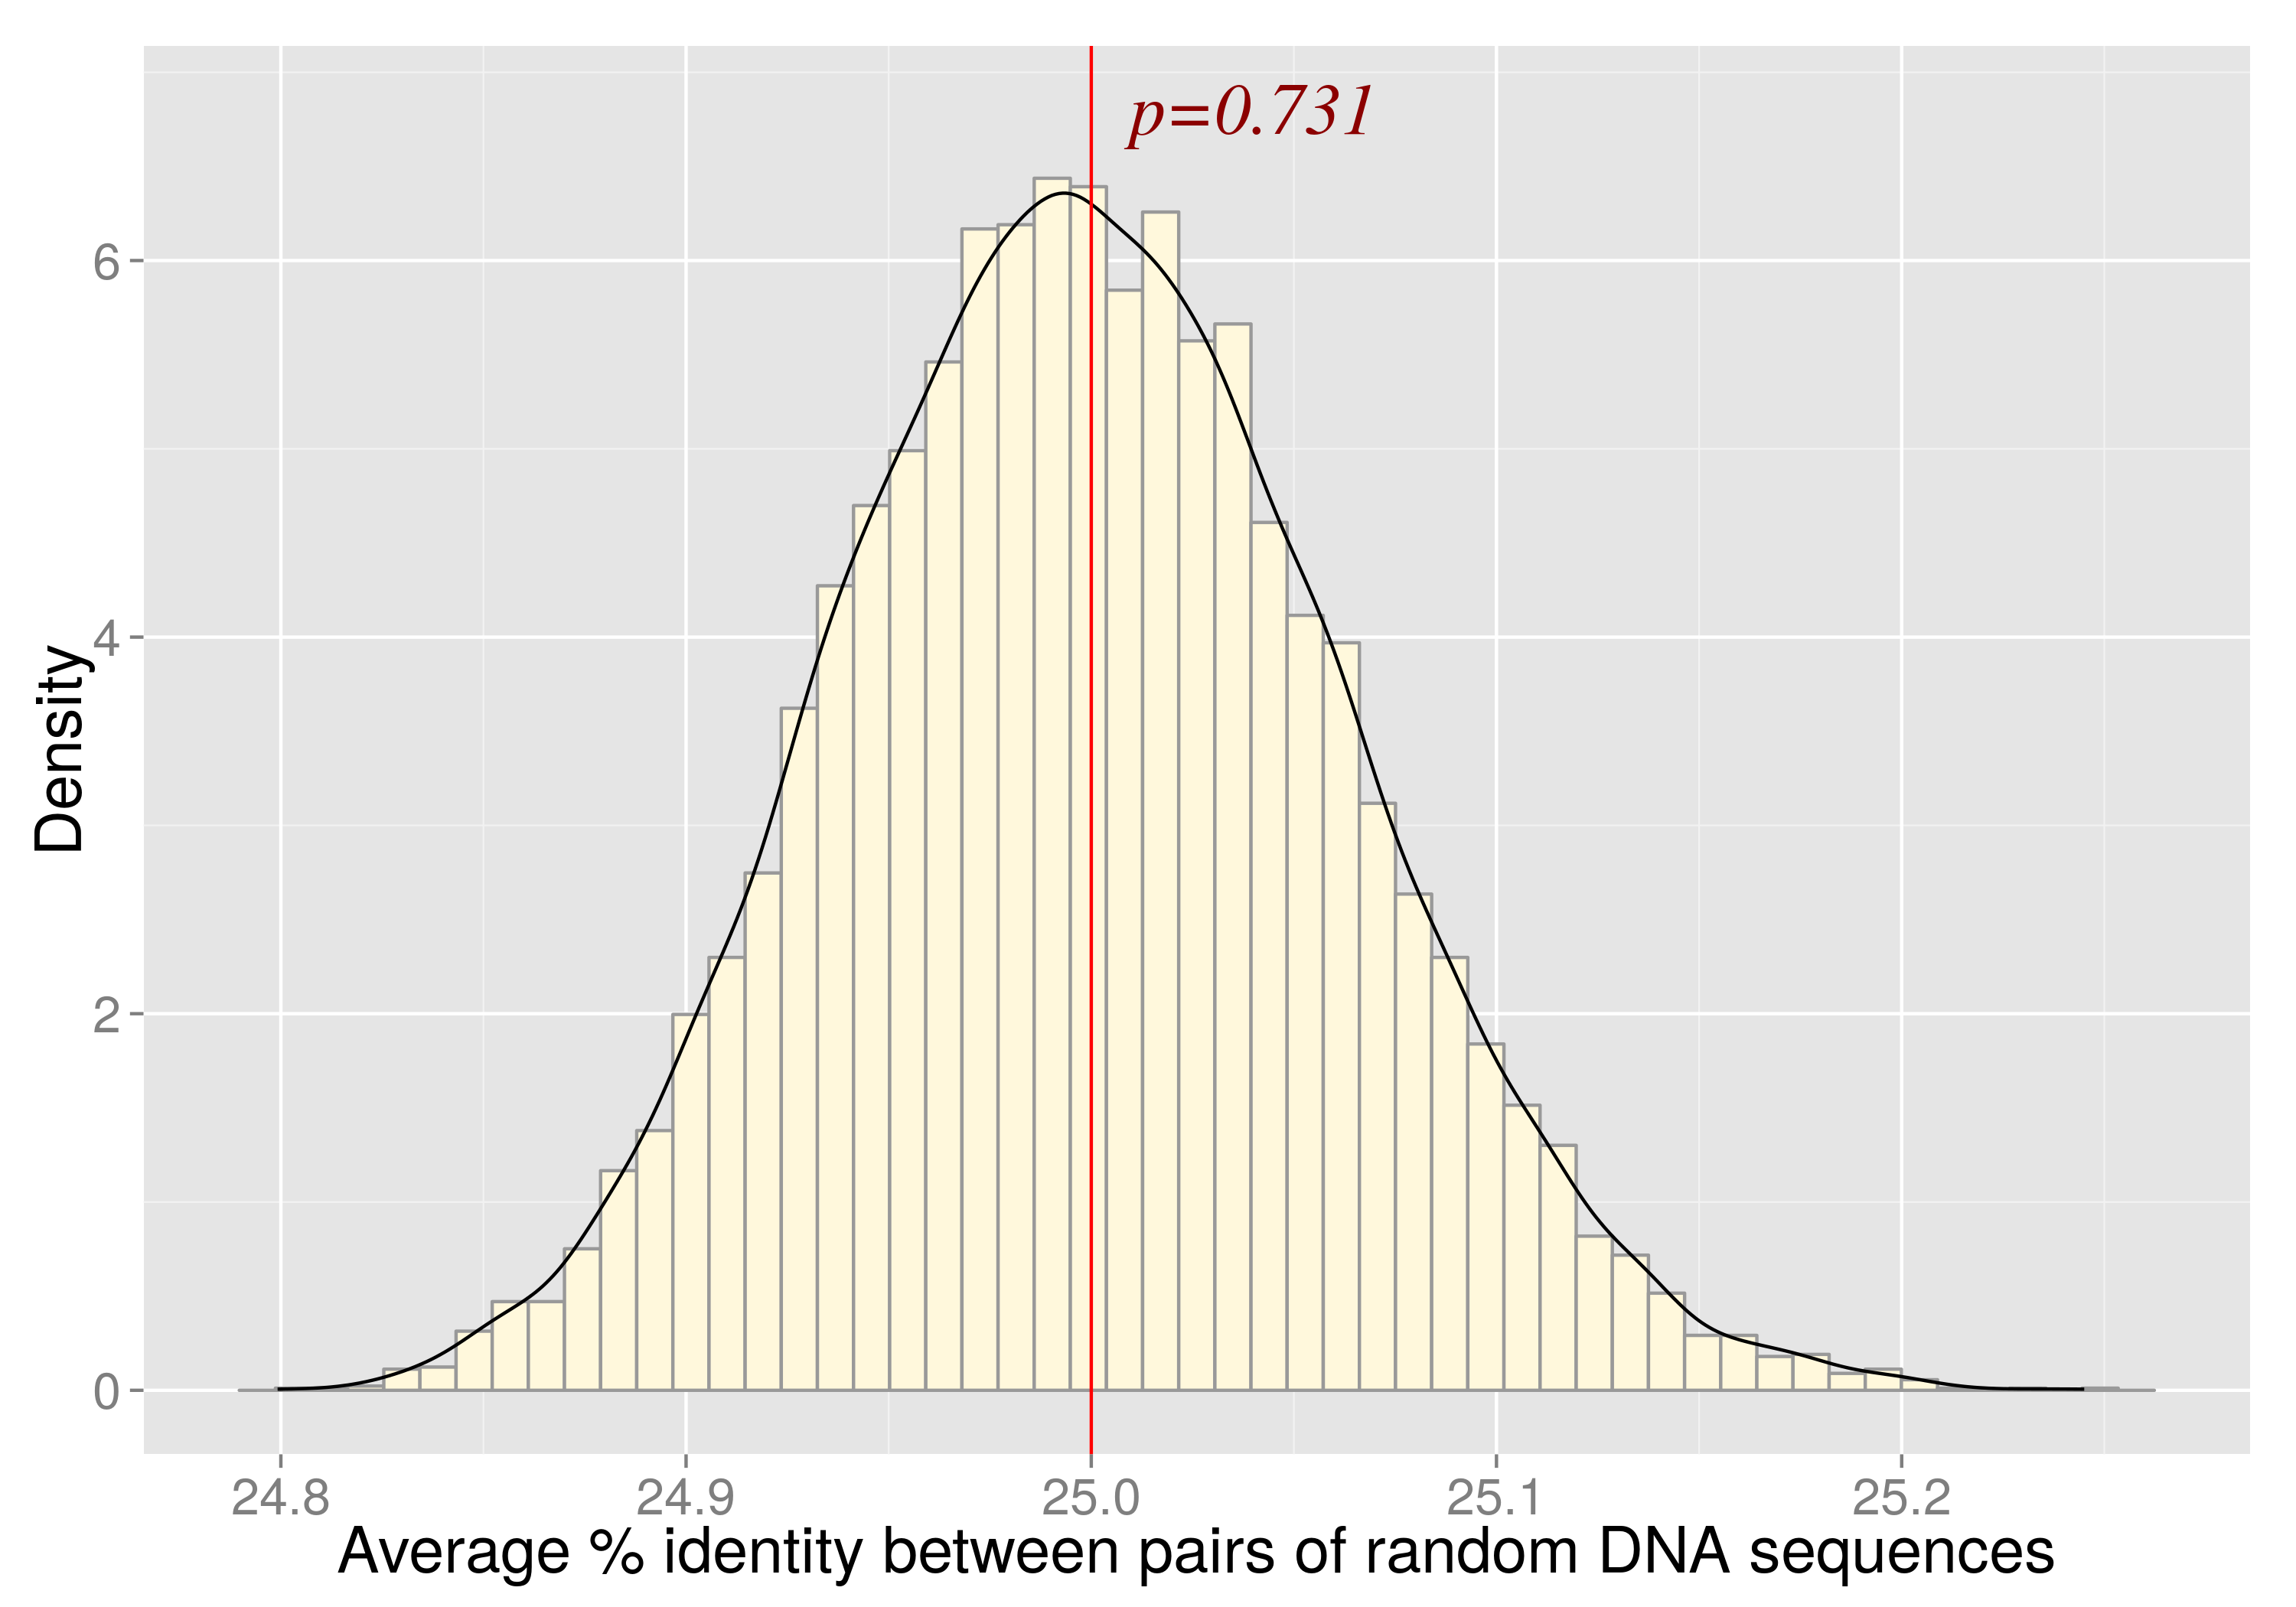 p=0.731
Density
6
4
2
0
24.8 24.9 25.0 25.1 25.2
Average % identity between pairs of random DNA sequences